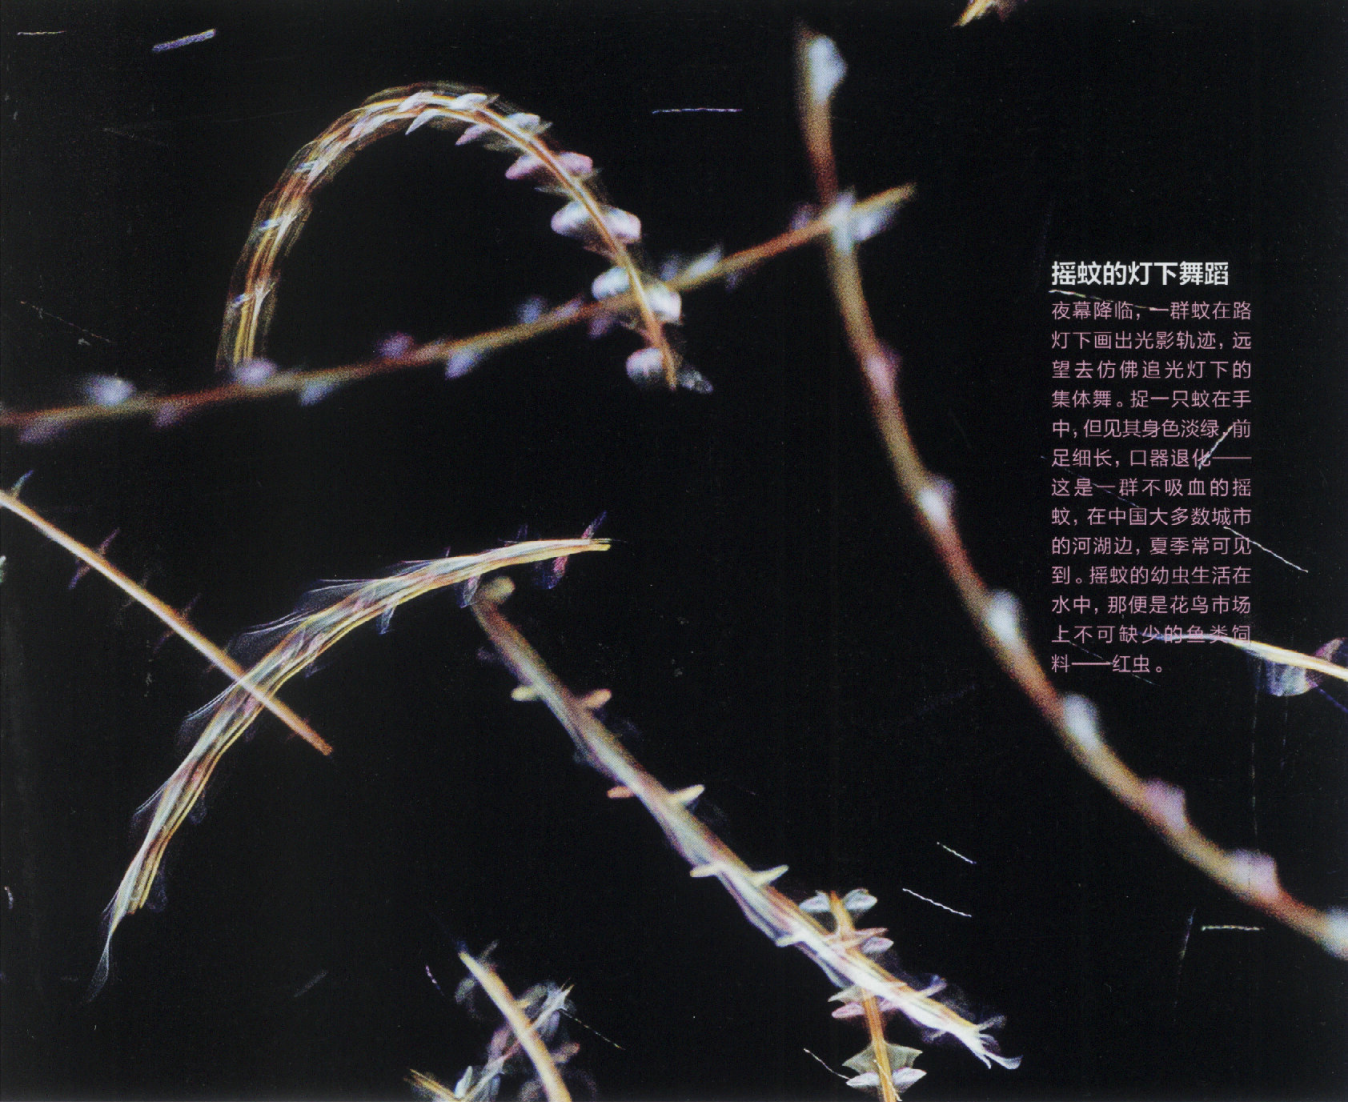 摇蚊的灯下舞蹈
夜幕降临，一群蚊在路
灯下画出光影轨迹，远
望去仿佛追光灯下的
集体舞。捉一只蚊在手
中，但见其身色淡绿，前
足细长，口器退化——
这是一群不吸血的摇
蚊，在中国大多数城市
的河湖边，夏季常可见
到。摇蚊的幼虫生活在
水中，那便是花鸟市场
上不可缺少的鱼类饲
料——红虫。